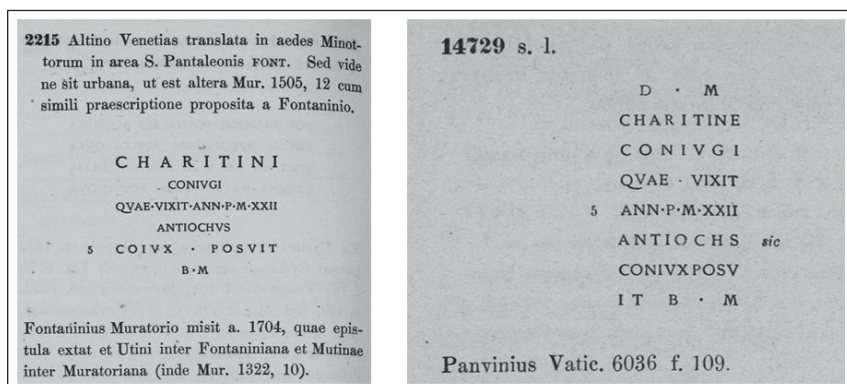 2215 Altino Venetias translata in aedes Minot-
torum in area S. Pantaleonis FONT. Sed vide
ne sit urbana, ut est altera Mur. 1505, 12 cum
simili praescriptione proposita a Fontaninio.
CHARITINI
CONIVGI
QVAE·VIXIT·ANN·P·M·XXII
ANTIOCHVS
5 COIVX · POSVIT
B·M
Fontaninius Muratorio misit a. 1704, quae epis-
tula extat et Utini inter Fontaniniana et Mutinae
inter Muratoriana (inde Mur. 1322, 10).
14729 s. l.
D · M
CHARITINE
CONIVGI
QVAE · VIXIT
5 ANN·P·M·XXII
ANTIOCHS sic
CONIVXPOSV
IT B · M
Panvinius Vatic. 6036 f. 109.